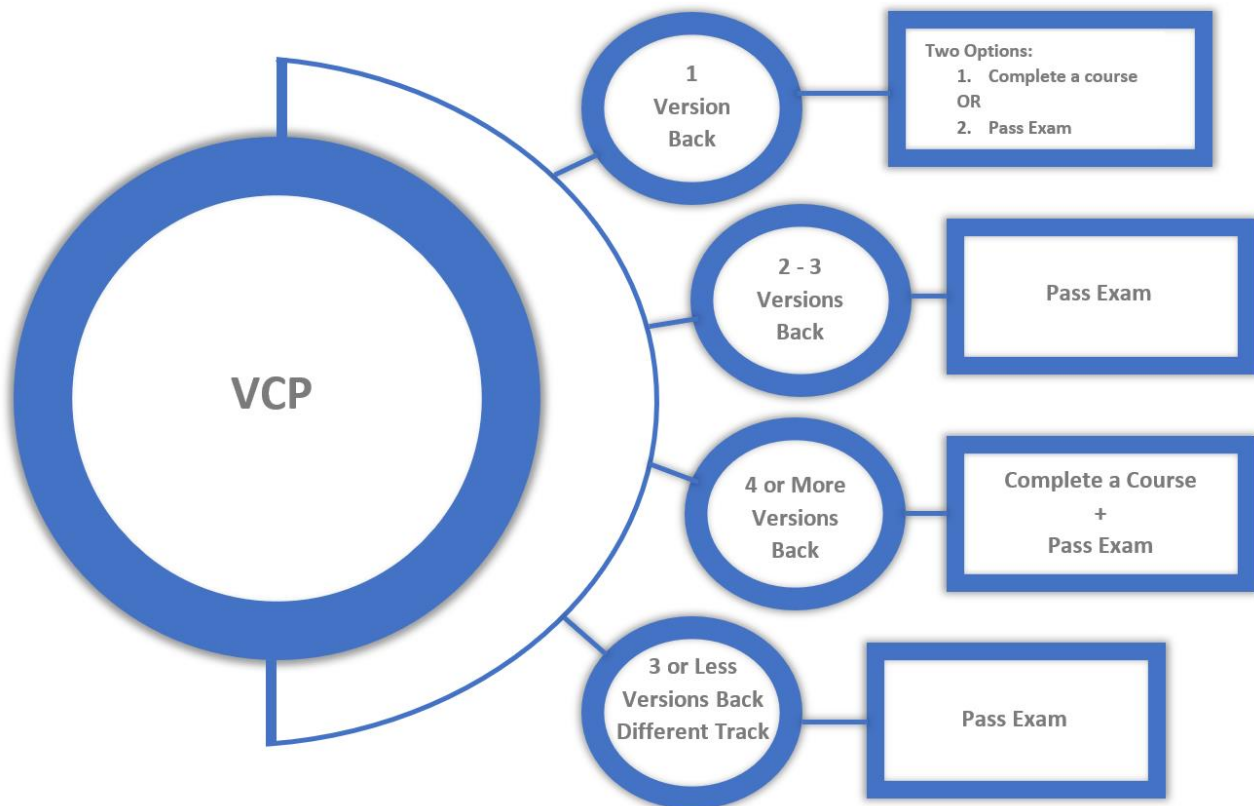 VCP
1
Version
Back
Two Options:
1. Complete a course
OR
2. Pass Exam
2 - 3
Versions
Back
Pass Exam
4 or More
Versions
Back
Complete a Course
+
Pass Exam
3 or Less
Versions Back
Different Track
Pass Exam